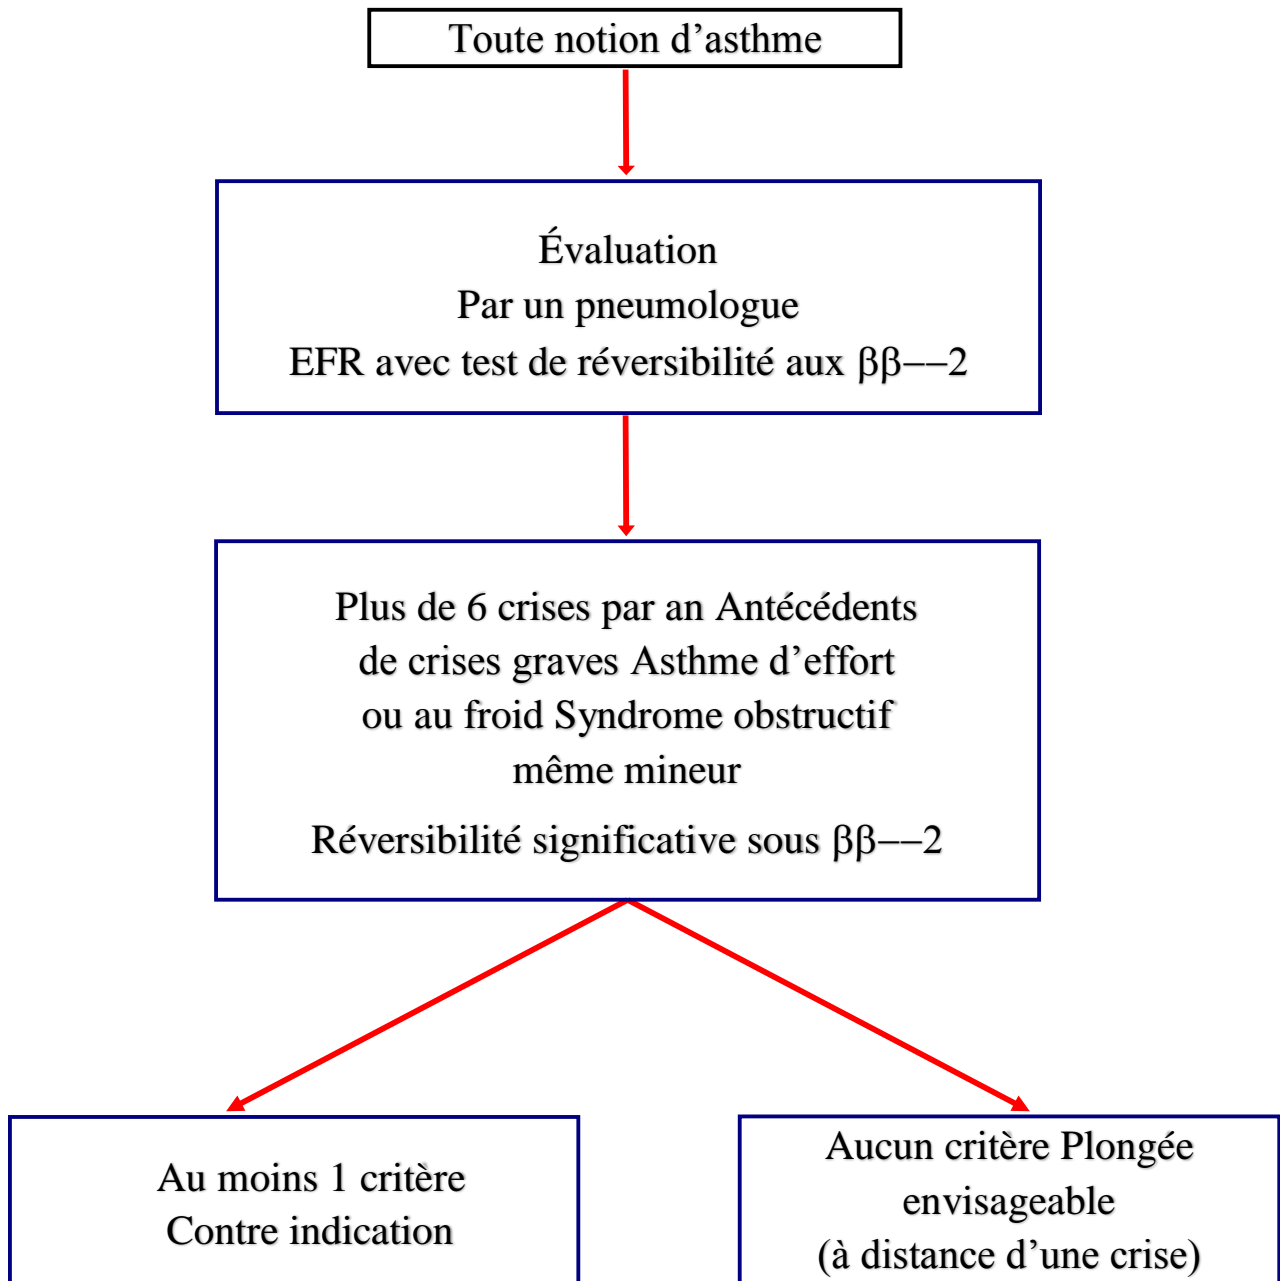 Toute notion d’asthme
Évaluation
Par un pneumologue
EFR avec test de réversibilité aux ββ−−2
Plus de 6 crises par an Antécédents
de crises graves Asthme d’effort
ou au froid Syndrome obstructif
même mineur
Réversibilité significative sous ββ−−2
Au moins 1 critère
Contre indication
Aucun critère Plongée
envisageable
(à distance d’une crise)